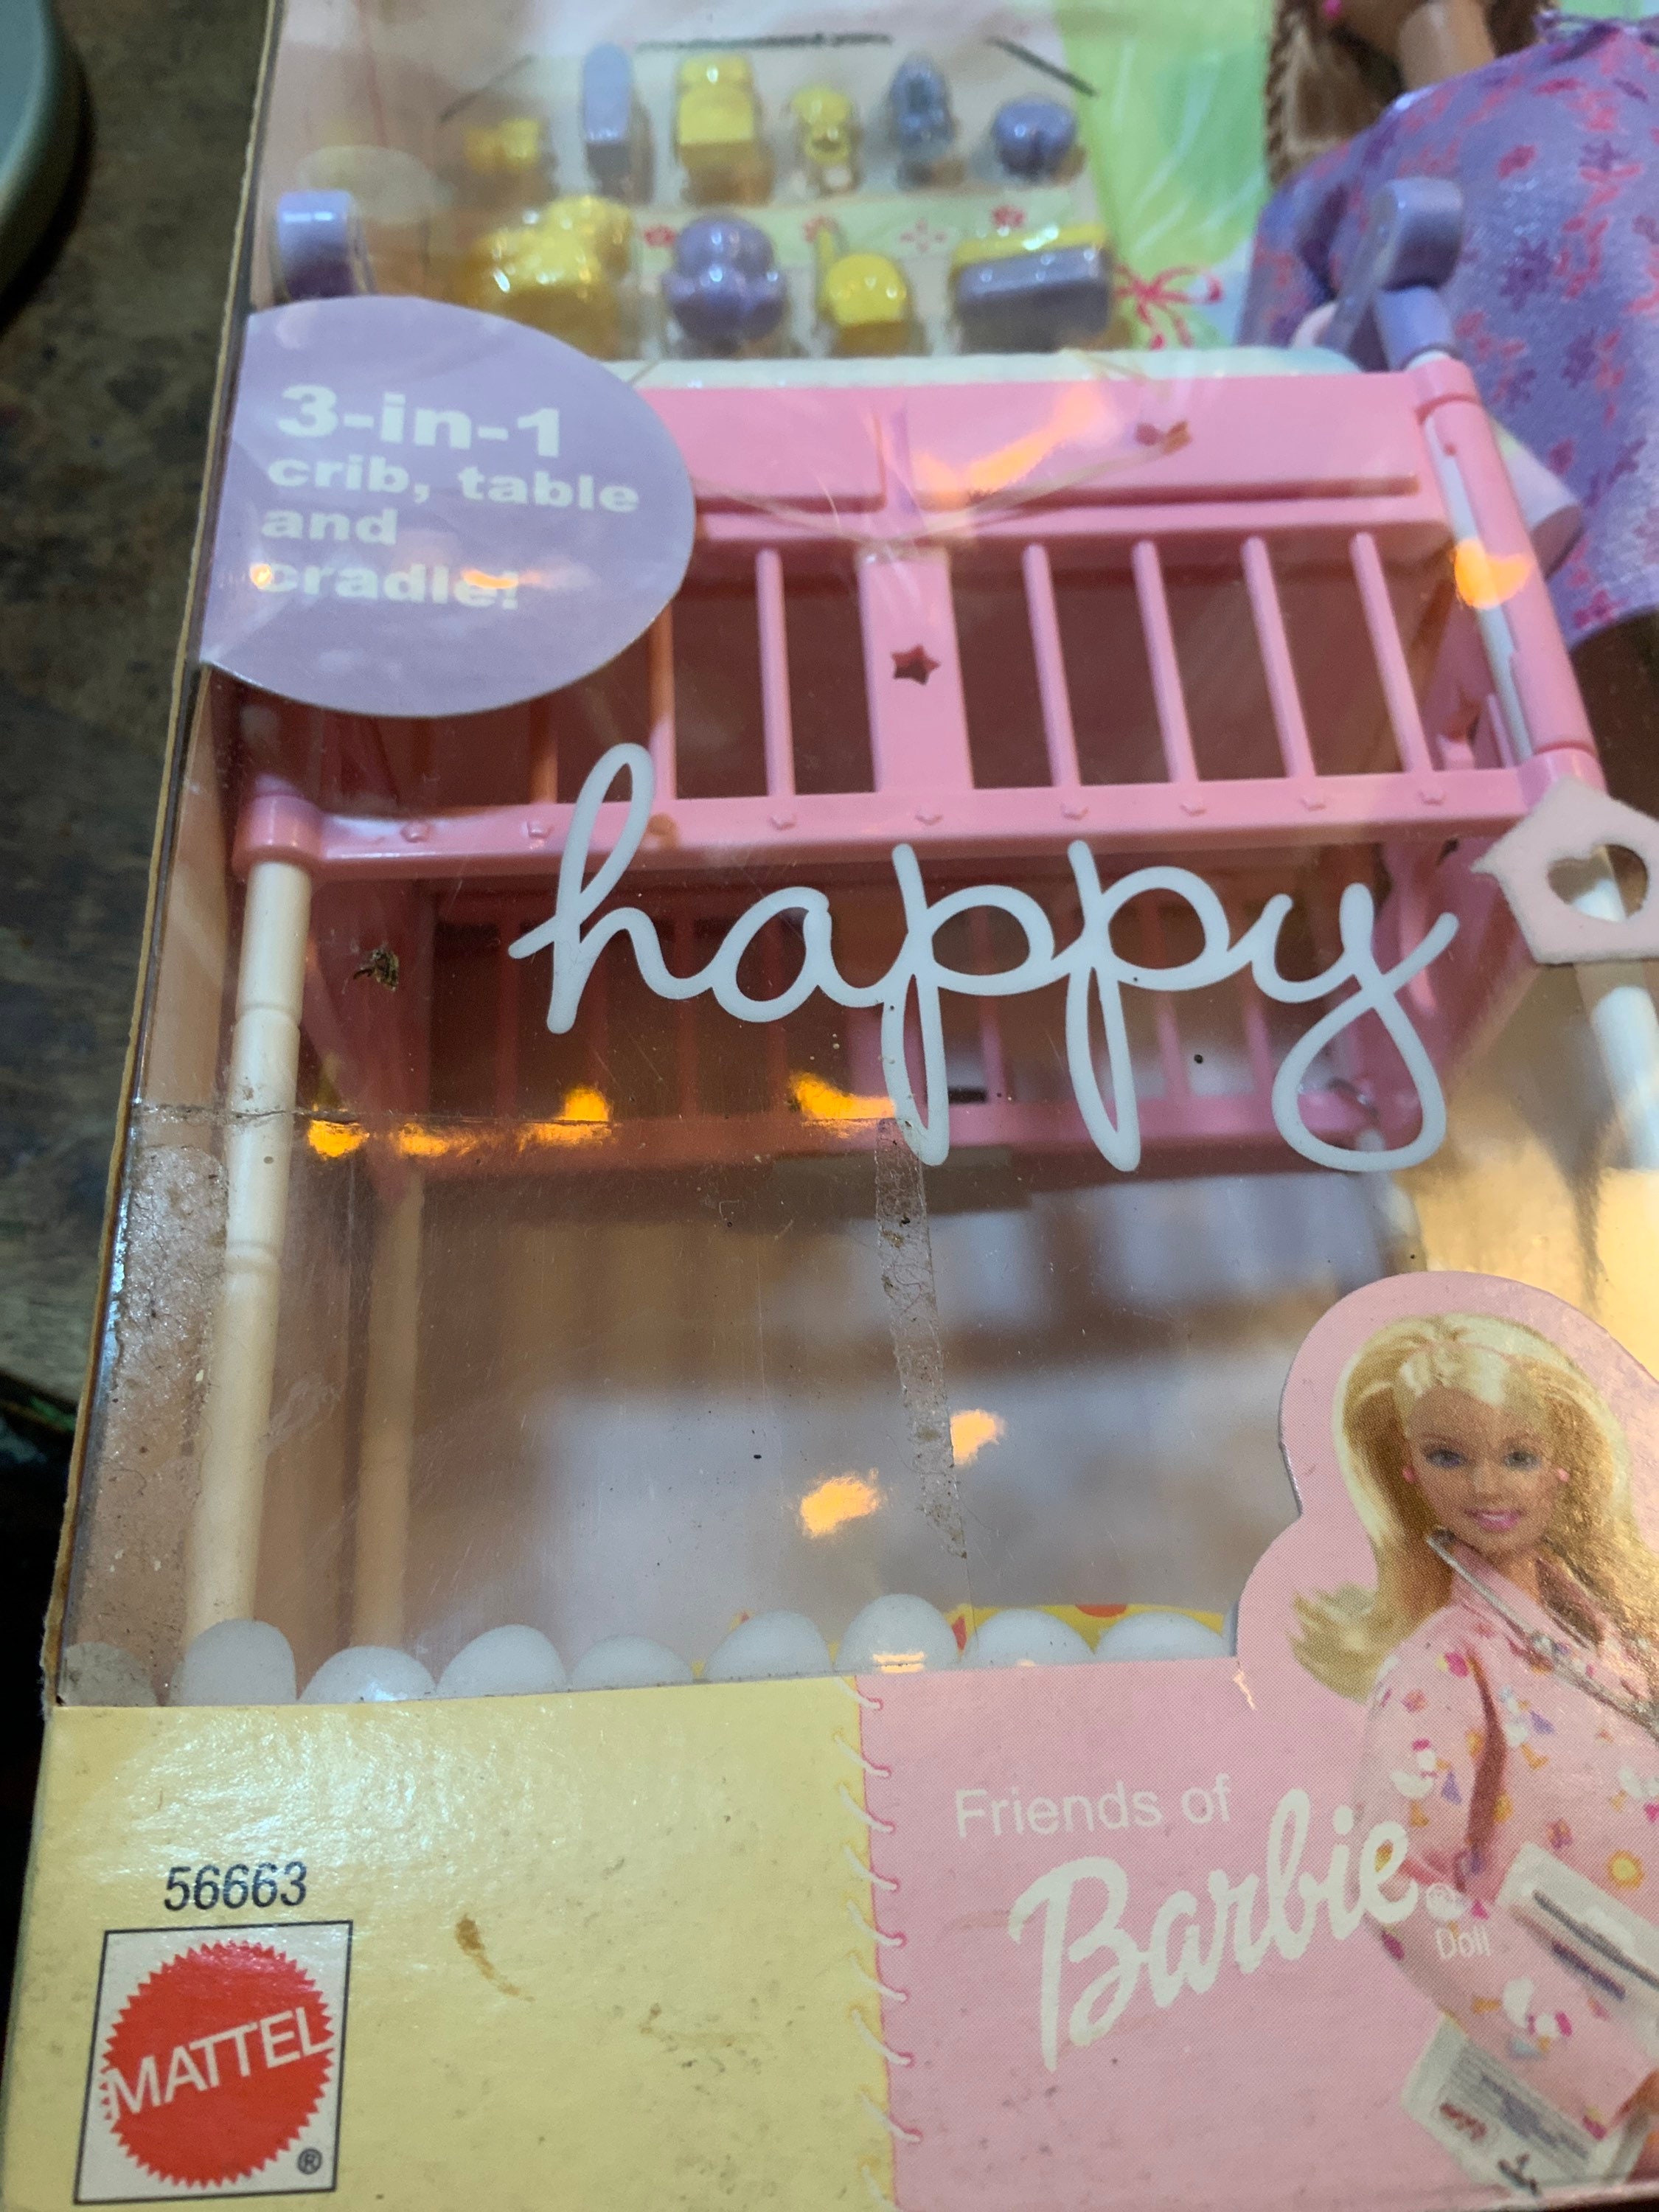 3-in-1
crib, table
and
cradle!
happy
Friends of
Barbie®
Doll
56663
MATTEL
®